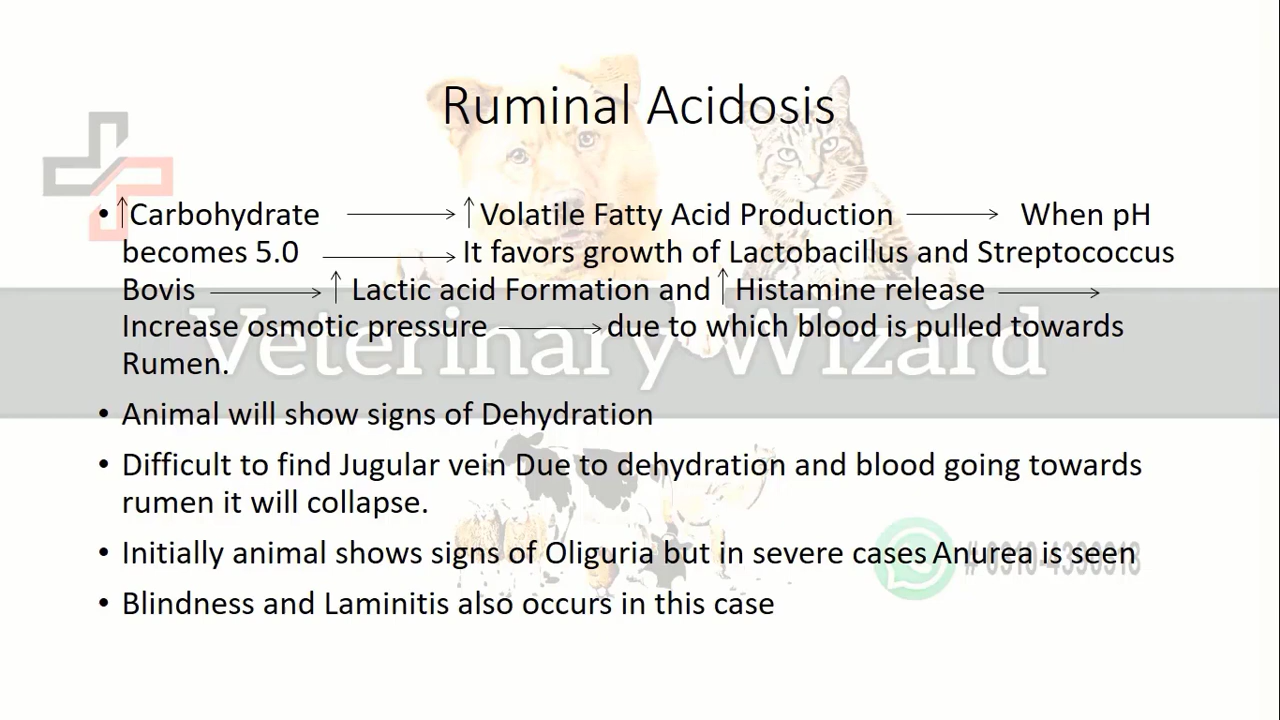 Ruminal Acidosis
• ↑Carbohydrate ⟶ ↑Volatile Fatty Acid Production ⟶ When pH
becomes 5.0 ⟶ It favors growth of Lactobacillus and Streptococcus
Bovis ⟶ ↑ Lactic acid Formation and ↑ Histamine release ⟶
Increase osmotic pressure ⟶ due to which blood is pulled towards
Rumen.
Veterinary Wizard
• Animal will show signs of Dehydration
• Difficult to find Jugular vein Due to dehydration and blood going towards
rumen it will collapse.
• Initially animal shows signs of Oliguria but in severe cases Anurea is seen
• Blindness and Laminitis also occurs in this case